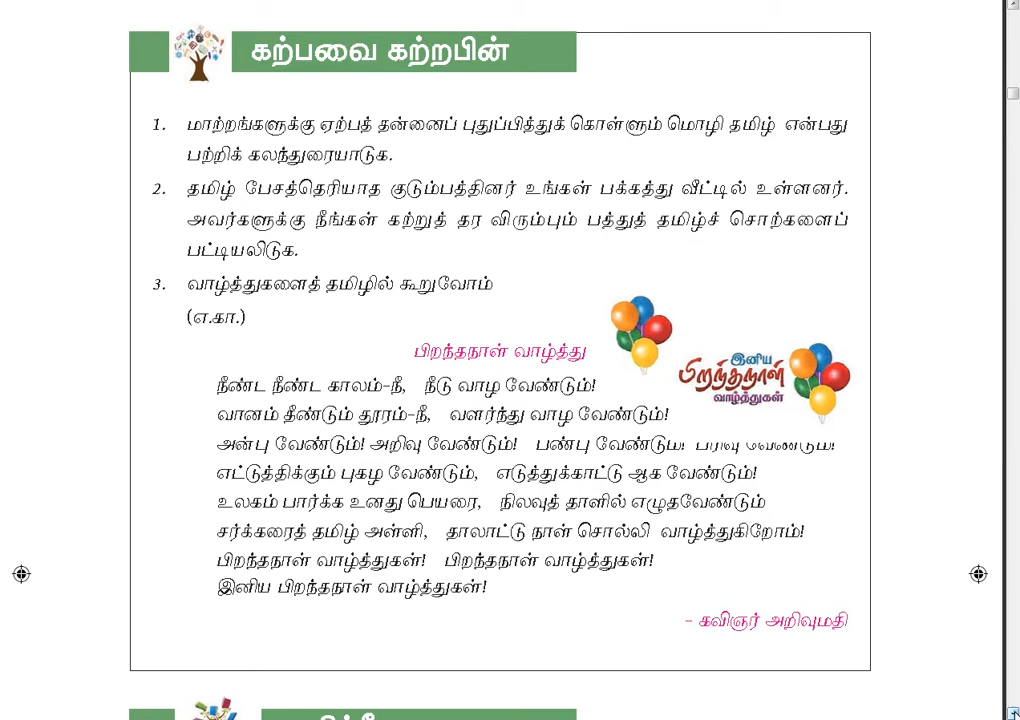 கற்பவை கற்றபின்
1. மாற்றங்களுக்கு ஏற்பத் தன்னைப் புதுப்பித்துக் கொள்ளும் மொழி தமிழ் என்பது
பற்றிக் கலந்துரையாடுக.
2. தமிழ் பேசத்தெரியாத குடும்பத்தினர் உங்கள் பக்கத்து வீட்டில் உள்ளனர்.
அவர்களுக்கு நீங்கள் கற்றுத் தர விரும்பும் பத்துத் தமிழ்ச் சொற்களைப்
பட்டியலிடுக.
3. வாழ்த்துகளைத் தமிழில் கூறுவோம்
(எ.கா.)
பிறந்தநாள் வாழ்த்து
இனிய
பிறந்தநாள்
வாழ்த்துகள்
நீண்ட நீண்ட காலம்-நீ, நீடு வாழ வேண்டும்!
வானம் தீண்டும் தூரம்-நீ, வளர்ந்து வாழ வேண்டும்!
அன்பு வேண்டும்! அறிவு வேண்டும்! பண்பு வேண்டும்! பரிவு வேண்டும்!
எட்டுத்திக்கும் புகழ வேண்டும், எடுத்துக்காட்டு ஆக வேண்டும்!
உலகம் பார்க்க உனது பெயரை, நிலவுத் தாளில் எழுதவேண்டும்
சர்க்கரைத் தமிழ் அள்ளி, தாலாட்டு நாள் சொல்லி வாழ்த்துகிறோம்!
பிறந்தநாள் வாழ்த்துகள்! பிறந்தநாள் வாழ்த்துகள்!
இனிய பிறந்தநாள் வாழ்த்துகள்!
- கவிஞர் அறிவுமதி